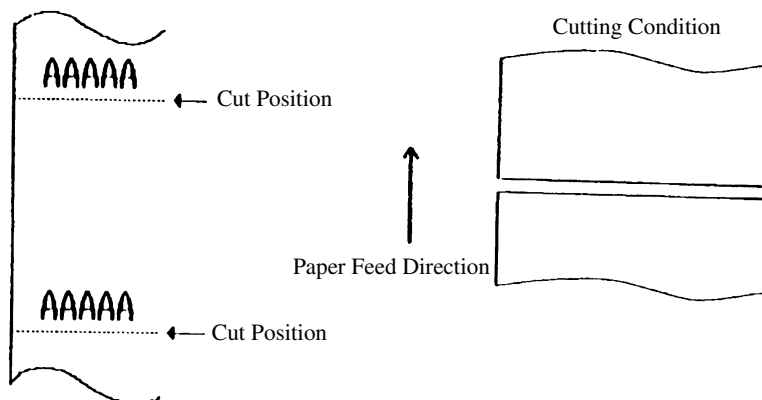 Cutting Condition
AAAAA
Cut Position
Paper Feed Direction
AAAAA
Cut Position